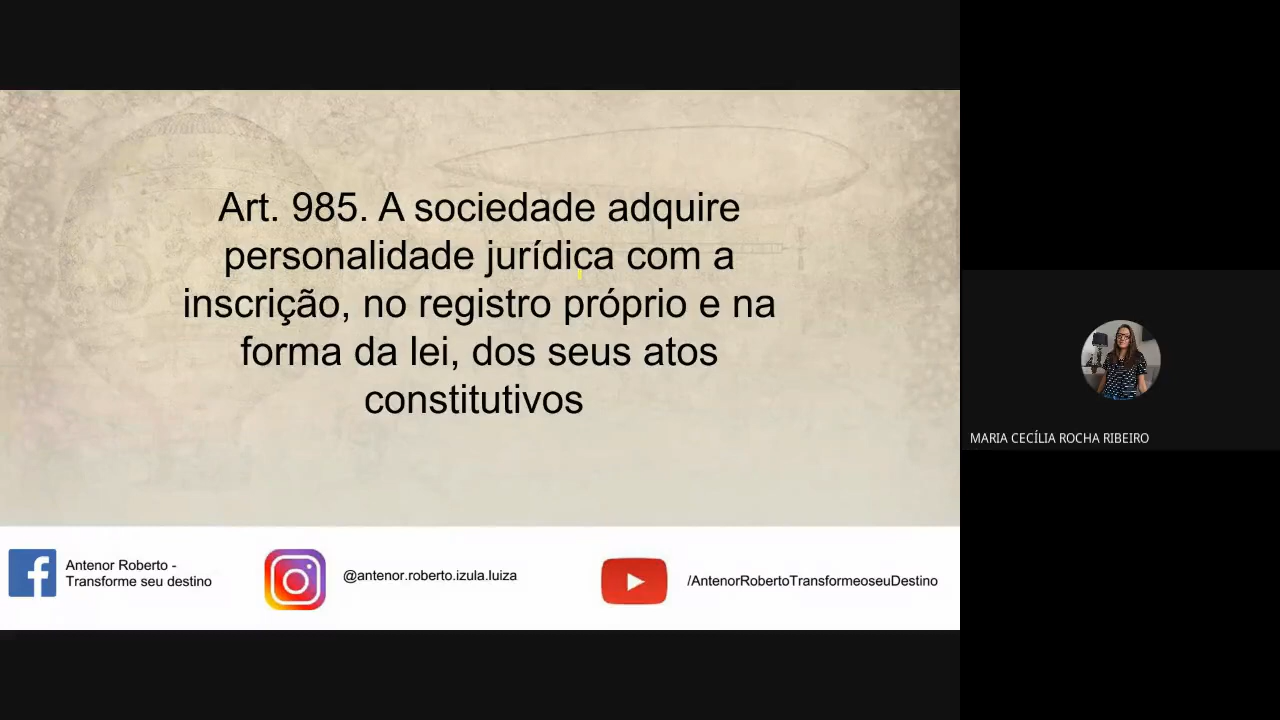 Art. 985. A sociedade adquire
personalidade jurídica com a
inscrição, no registro próprio e na
forma da lei, dos seus atos
constitutivos
MARIA CECÍLIA ROCHA RIBEIRO
Antenor Roberto -
Transforme seu destino
@antenor.roberto.izula.luiza
/AntenorRobertoTransformeoseuDestino